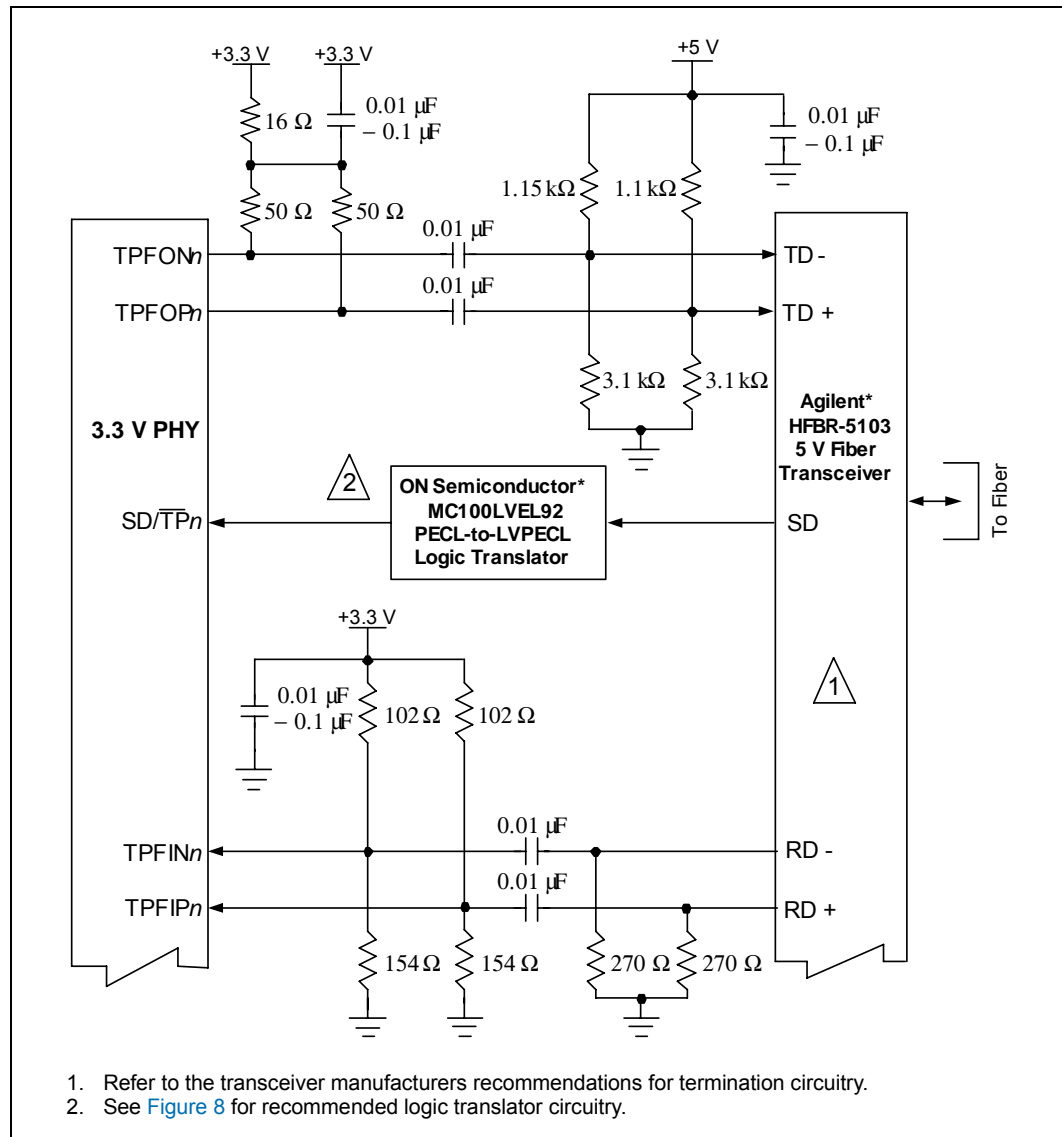 +3.3 V
+3.3 V
+5 V
16 Ω
0.01 μF
– 0.1 μF
0.01 μF
– 0.1 μF
50 Ω
50 Ω
1.15 kΩ
1.1 kΩ
0.01 μF
TPFONn
TD -
0.01 μF
TPFOPn
TD +
3.1 kΩ
3.1 kΩ
3.3 V PHY
Agilent*
HFBR-5103
5 V Fiber
Transceiver
2
ON Semiconductor*
MC100LVEL92
PECL-to-LVPECL
Logic Translator
SD/TPn
SD
To Fiber
+3.3 V
0.01 μF
– 0.1 μF
102 Ω
102 Ω
1
0.01 μF
TPFINn
RD -
0.01 μF
TPFIPn
RD +
154 Ω
154 Ω
270 Ω
270 Ω
1. Refer to the transceiver manufacturers recommendations for termination circuitry.
2. See Figure 8 for recommended logic translator circuitry.